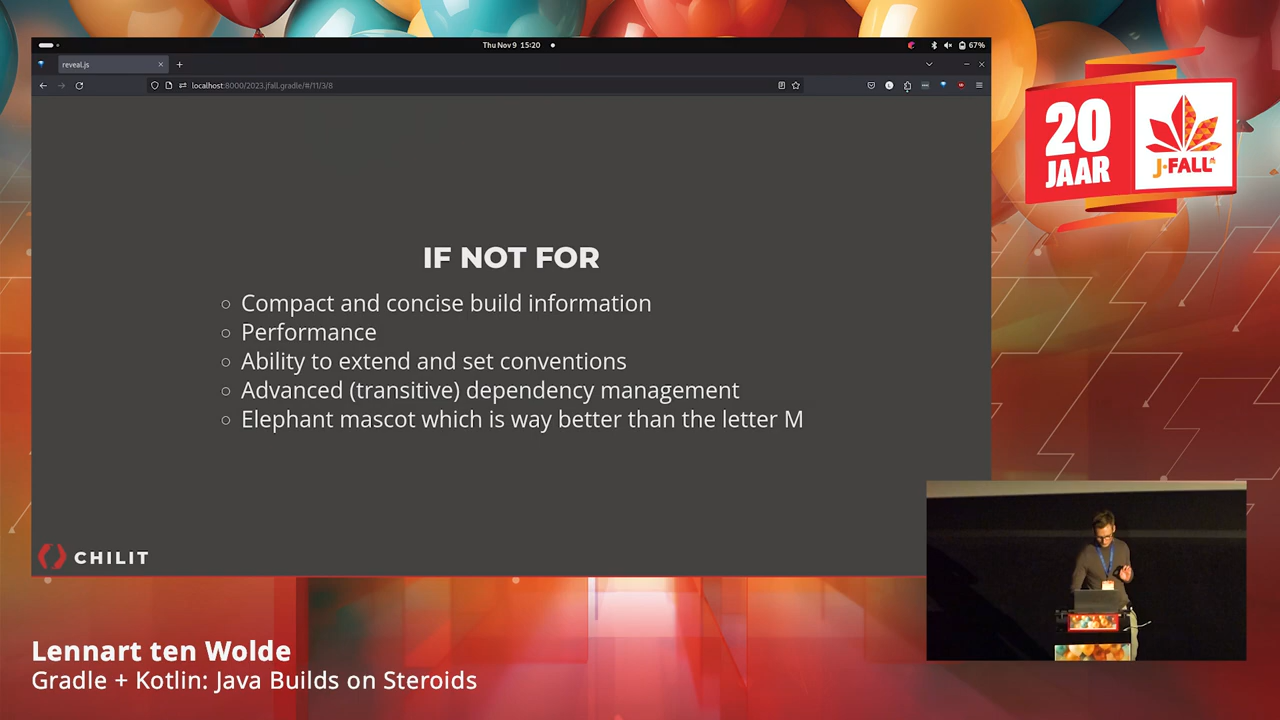 Thu Nov 9 15:20
67%
reveal.js
localhost:8000/2023.jfall.gradle/#/11/3/8
20
JAAR
J-FALL
IF NOT FOR
Compact and concise build information
Performance
Ability to extend and set conventions
Advanced (transitive) dependency management
Elephant mascot which is way better than the letter M
CHILIT
Lennart ten Wolde
Gradle + Kotlin: Java Builds on Steroids